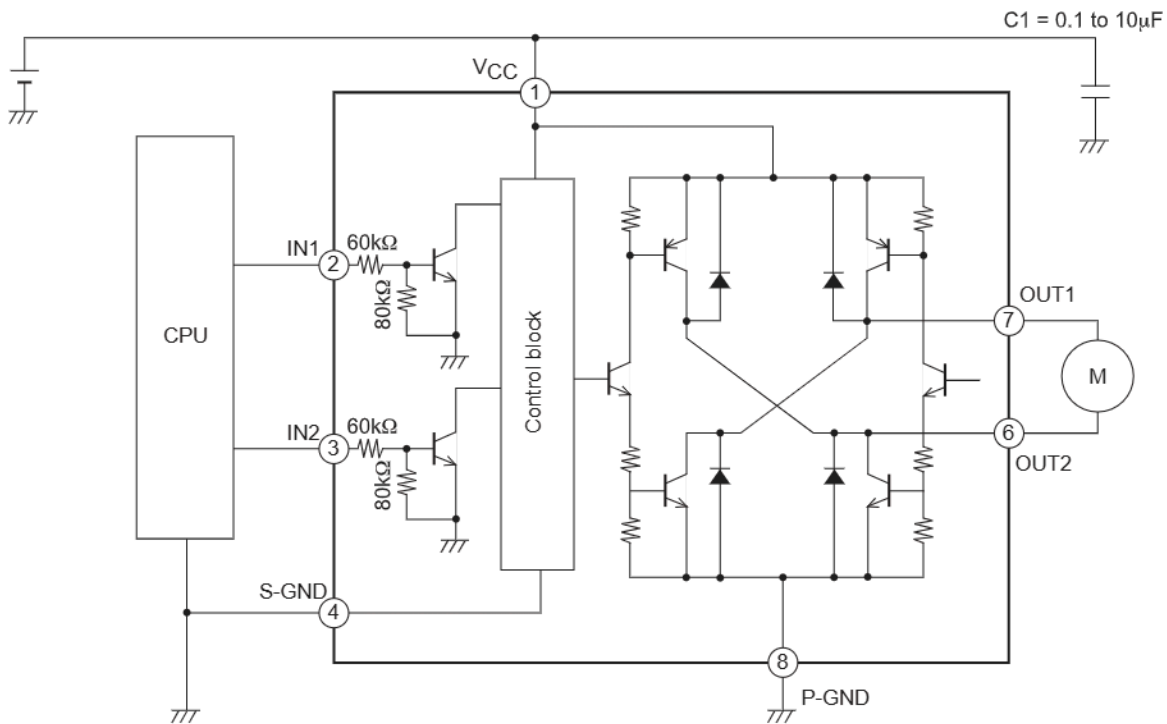 C1 = 0.1 to 10μF
VCC
1
IN1
2
60kΩ
80kΩ
CPU
Control block
OUT1
7
M
IN2
3
60kΩ
80kΩ
6
OUT2
S-GND
4
8
P-GND